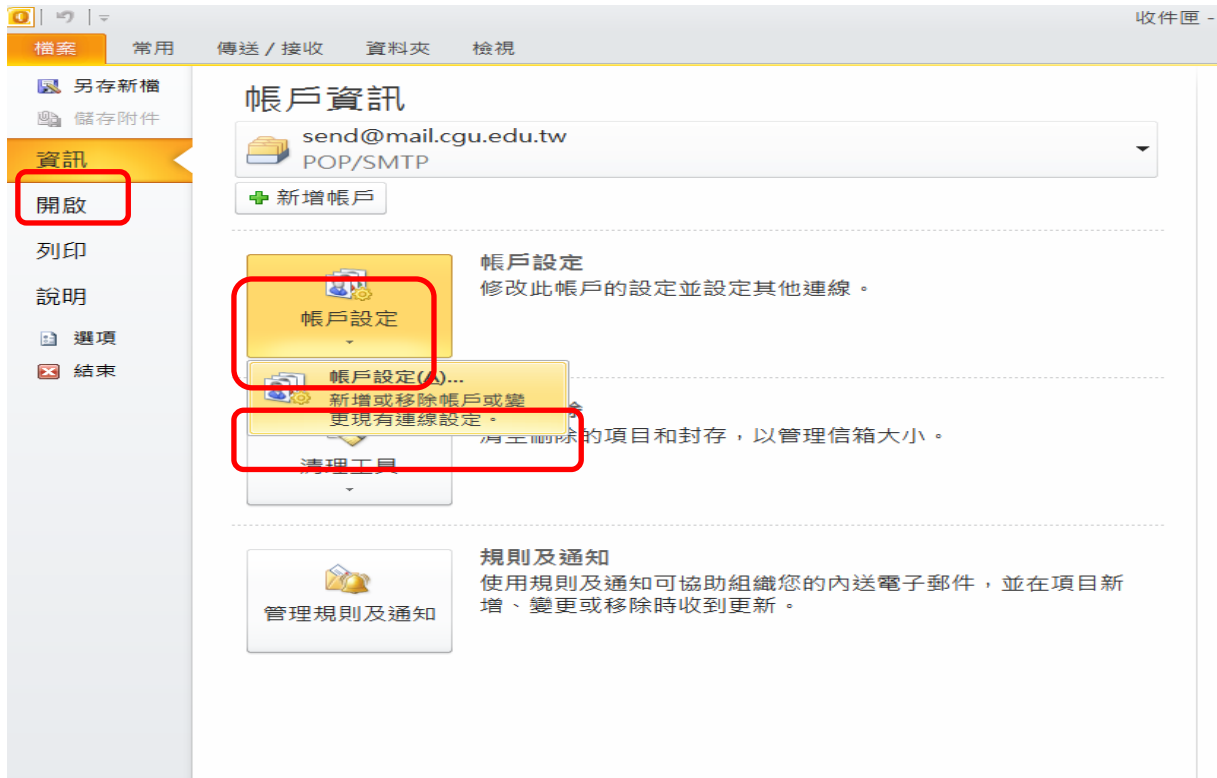 收件匣 -
檔案 常用 傳送 / 接收 資料夾 檢視
另存新檔
儲存附件
資訊
開啟
列印
說明
選項
結束
帳戶資訊
send@mail.cgu.edu.tw
POP/SMTP
新增帳戶
帳戶設定
帳戶設定
修改此帳戶的設定並設定其他連線。
帳戶設定(A)...
新增或移除帳戶或變
更現有連線設定。
除的項目和封存，以管理信箱大小。
清理工具
管理規則及通知
規則及通知
使用規則及通知可協助組織您的內送電子郵件，並在項目新
增、變更或移除時收到更新。